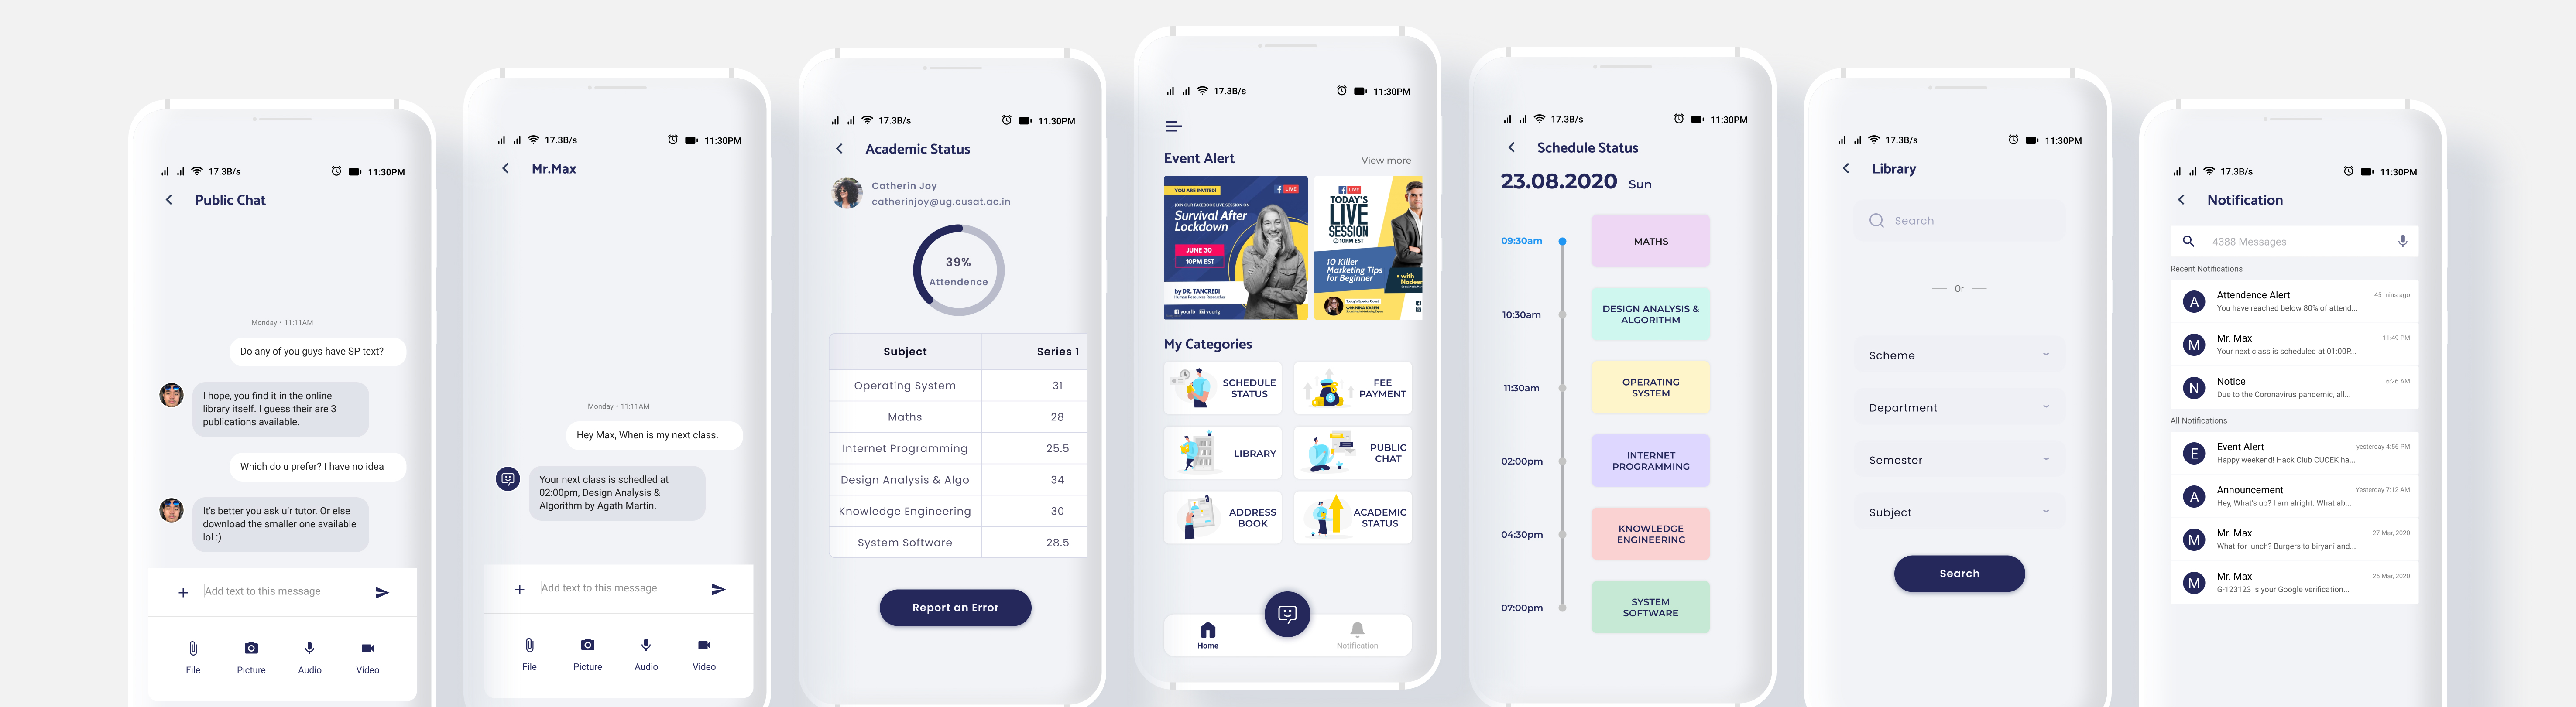 17.3B/s 11:30PM
Public Chat
Monday • 11:11AM
Do any of you guys have SP text?
I hope, you find it in the online
library itself. I guess their are 3
publications available.
Which do u prefer? I have no idea
It's better you ask u'r tutor. Or else
download the smaller one available
lol :)
Add text to this message
File Picture Audio Video
17.3B/s 11:30PM
Mr.Max
Monday • 11:11AM
Hey Max, When is my next class.
Your next class is schedled at
02:00pm, Design Analysis &
Algorithm by Agath Martin.
Add text to this message
File Picture Audio Video
17.3B/s 11:30PM
Academic Status
Catherin Joy
catherinjoy@ug.cusat.ac.in
39%
Attendence
Subject Series 1
Operating System 31
Maths 28
Internet Programming 25.5
Design Analysis & Algo 34
Knowledge Engineering 30
System Software 28.5
Report an Error
17.3B/s 11:30PM
Event Alert View more
YOU ARE INVITED!
LIVE
JOIN OUR FACEBOOK LIVE SESSION ON
Survival After
Lockdown
JUNE 30
10PM EST
by DR. TANCREDI
Human Resources Researcher
yourfb yourig
LIVE
TODAY'S
LIVE
SESSION
10PM EST
10 Killer
Marketing Tips
for Beginner
with
Nadeer
Today's Special Guest
with NINA KAREN
Social Media Marketing Expert
My Categories
SCHEDULE
STATUS
FEE
PAYMENT
LIBRARY
PUBLIC
CHAT
ADDRESS
BOOK
ACADEMIC
STATUS
Home Notification
17.3B/s 11:30PM
Schedule Status
23.08.2020 Sun
09:30am MATHS
10:30am DESIGN ANALYSIS &
ALGORITHM
11:30am OPERATING
SYSTEM
02:00pm INTERNET
PROGRAMMING
04:30pm KNOWLEDGE
ENGINEERING
07:00pm SYSTEM
SOFTWARE
17.3B/s 11:30PM
Library
Search
Or
Scheme
Department
Semester
Subject
Search
17.3B/s 11:30PM
Notification
4388 Messages
Recent Notifications
A Attendence Alert 45 mins ago
You have reached below 80% of attend...
M Mr. Max 11:49 PM
Your next class is scheduled at 01:00P...
N Notice 6:26 AM
Due to the Coronavirus pandemic, all...
All Notifications
E Event Alert yesterday 4:56 PM
Happy weekend! Hack Club CUCEK ha...
A Announcement Yesterday 7:12 AM
Hey, What's up? I am alright. What ab...
M Mr. Max 27 Mar, 2020
What for lunch? Burgers to biryani and...
M Mr. Max 26 Mar, 2020
G-123123 is your Google verification...